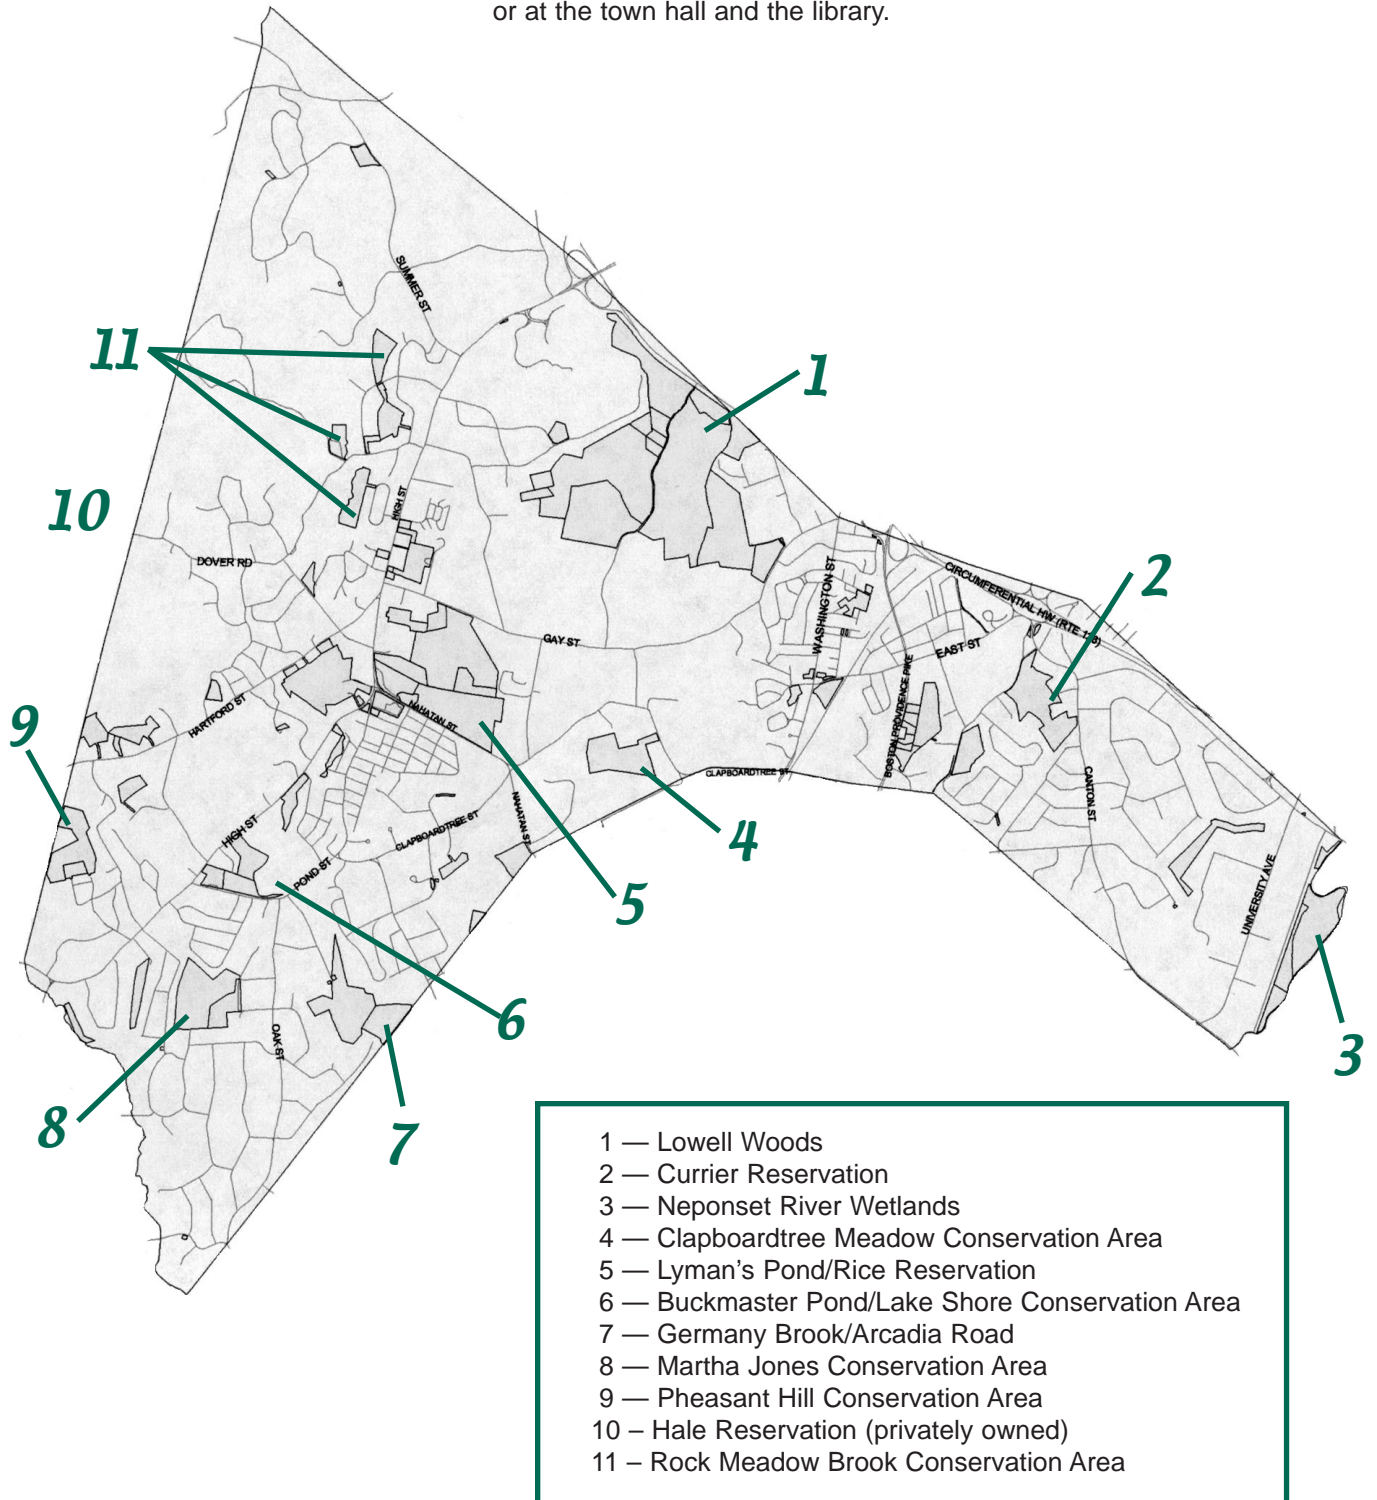 or at the town hall and the library.
SUMMER ST
11
1
10
HIGH ST
DOVER RD
2
CIRCUMFERENTIAL HW (RTE 128)
WASHINGTON ST
GAY ST
EAST ST
BOSTON PROVIDENCE PIKE
HARTFORD ST
NAHATAN ST
9
CLAPBOARDTREE ST
CANTON ST
NAHATAN ST
HIGH ST
CLAPBOARDTREE ST
4
POND ST
5
UNIVERSITY AVE
6
OAK ST
3
8
7
1 — Lowell Woods
2 — Currier Reservation
3 — Neponset River Wetlands
4 — Clapboardtree Meadow Conservation Area
5 — Lyman's Pond/Rice Reservation
6 — Buckmaster Pond/Lake Shore Conservation Area
7 — Germany Brook/Arcadia Road
8 — Martha Jones Conservation Area
9 — Pheasant Hill Conservation Area
10 – Hale Reservation (privately owned)
11 – Rock Meadow Brook Conservation Area